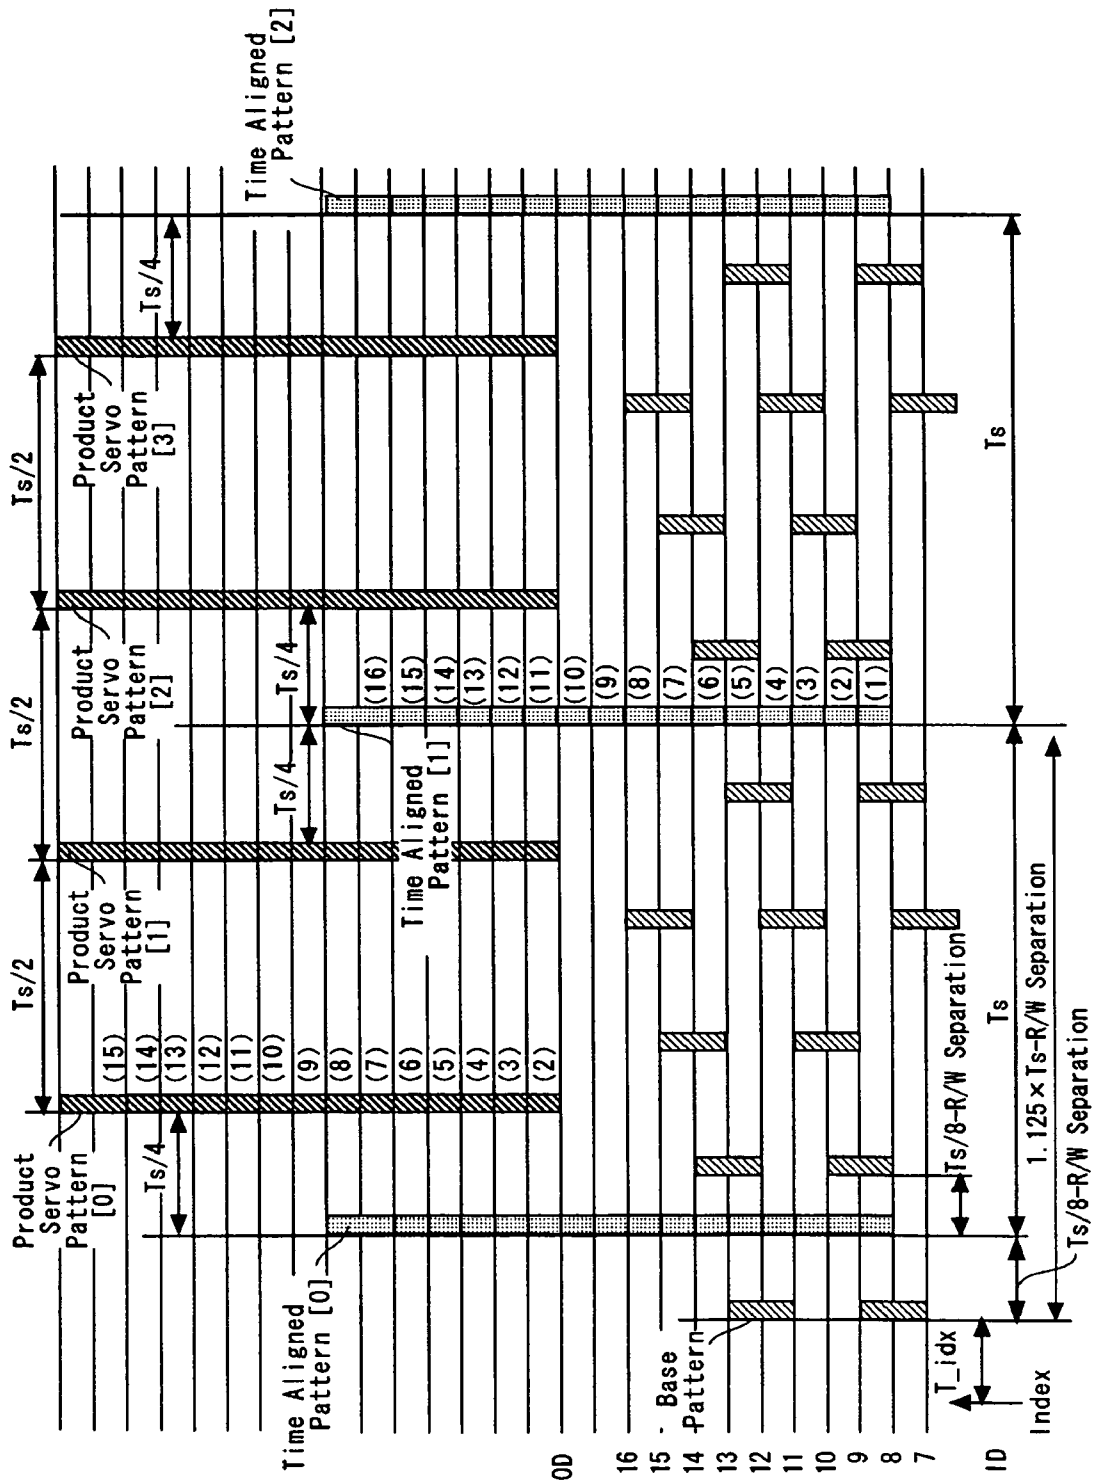 Ts/2
Ts/2
Ts/2
Product
Servo
Pattern
[0]
Product
Servo
Pattern
[1]
Product
Servo
Pattern
[2]
Product
Servo
Pattern
[3]
Ts/4
Ts/4
Ts/4
Ts/4
(15)
(14)
(13)
(12)
(11)
(10)
(9)
(8)
(7)
(6)
(5)
(4)
(3)
(2)
Time Aligned
Pattern [0]
Time Aligned
Pattern [1]
Time Aligned
Pattern [2]
(16)
(15)
(14)
(13)
(12)
(11)
(10)
(9)
(8)
(7)
(6)
(5)
(4)
(3)
(2)
(1)
OD
16
15
14
13
12
11
10
9
8
7
ID
Base
Pattern
T_idx
Index
Ts/8-R/W Separation
Ts
Ts
1.125×Ts-R/W Separation
Ts/8-R/W Separation